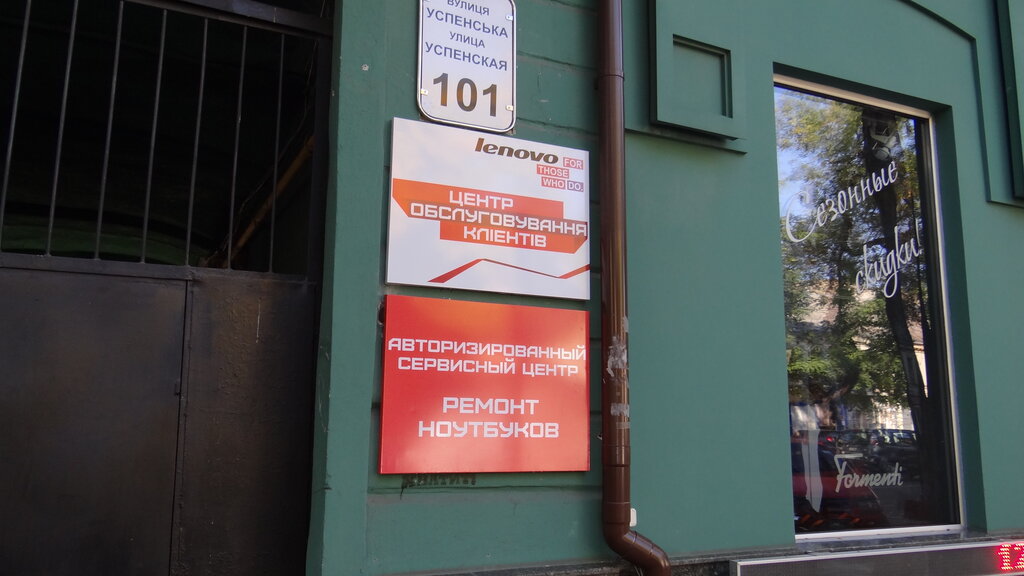 ВУЛИЦЯ
УСПЕНСЬКА
УЛИЦА
УСПЕНСКАЯ
101
lenovo FOR
THOSE
WHO DO.
ЦЕНТР
ОБСЛУГОВУВАННЯ
КЛІЄНТІВ
АВТОРИЗИРОВАННЫЙ
СЕРВИСНЫЙ ЦЕНТР
РЕМОНТ
НОУТБУКОВ
Сезонные
скидки!
Formenti